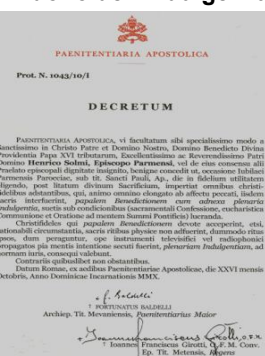 PAENITENTIARIA APOSTOLICA
Prot. N. 1043/10/I
DECRETUM
PAENITENTIARIA APOSTOLICA, vi facultatum sibi specialissimo modo a
Sanctissimo in Christo Patre et Domino Nostro, Domino Benedicto Divina
Providentia Papa XVI tributarum, Excellentissimo ac Reverendissimo Patri
Domino Henrico Solmi, Episcopo Parmensi, vel de eius consensu alii
Praelato episcopali dignitate insignito, benigne concedit ut, occasione Iubilaei
Parmensis Paroeciae, sub tit. Sancti Pauli, Ap., die in fidelium utilitatem
eligendo, post litatum divinum Sacrificium, impertiat omnibus christi-
fidelibus adstantibus, qui, animo omnino elongato ab affectu peccati, iisdem
sacris interfuerint, papalem Benedictionem cum adnexa plenaria
Indulgentia, suetis sub condicionibus (sacramentali Confessione, eucharistica
Communione et Oratione ad mentem Summi Pontificis) lucranda.
Christifideles qui papalem Benedictionem devote acceperint, etsi,
rationabili circumstantia, sacris ritibus physice non adfuerint, dummodo ritus
ipsos, dum peraguntur, ope instrumenti televisifici vel radiophonici
propagatos pia mentis intentione secuti fuerint, plenariam Indulgentiam, ad
normam iuris, consequi valebunt.
Contrariis quibuslibet non obstantibus.
Datum Romae, ex aedibus Paenitentiariae Apostolicae, die XXVI mensis
Octobris, Anno Dominicae Incarnationis MMX.
FORTUNATUS BALDELLI
Archiep. Tit. Mevaniensis, Paenitentiarius Maior
Ioannes Franciscus Girotti, O.F.M. Conv.
Ep. Tit. Metensis, Regens